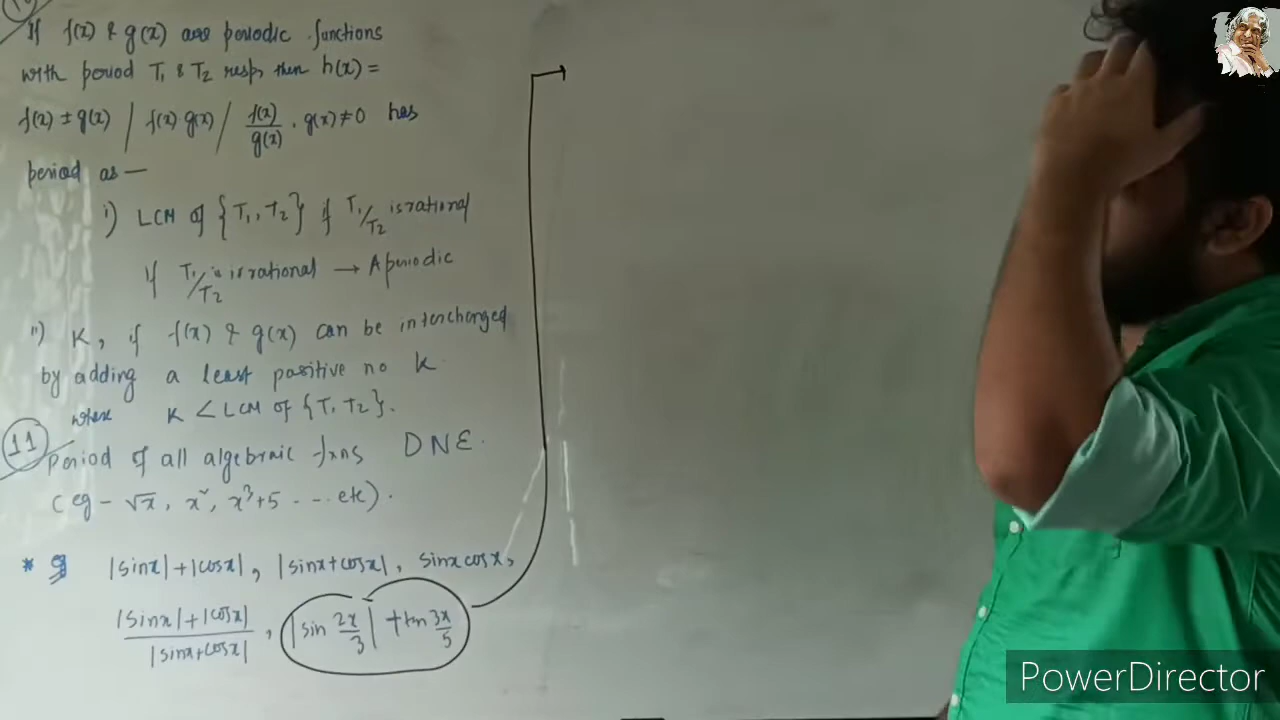 If f(x) & g(x) are periodic functions
with period T₁ & T₂ resp, then h(x) =
f(x) ± g(x) / f(x) g(x) / f(x)/g(x) . g(x) ≠ 0 has
period as —
i) LCM of {T₁, T₂} if T₁/T₂ is rational
If T₁/T₂ is irrational → Aperiodic
ii) K, if f(x) & g(x) can be interchanged
by adding a least positive no K
where K < LCM of {T₁ T₂}.
11
Period of all algebraic fxns DNE.
(eg - √x, x², x³+5 ..... etc).
* |sinx|+|cosx|, |sinx+cosx|, sinx cosx,
|sinx|+|cosx| / |sinx+cosx| , |sin 2x/3| + tan 3x/5
PowerDirector